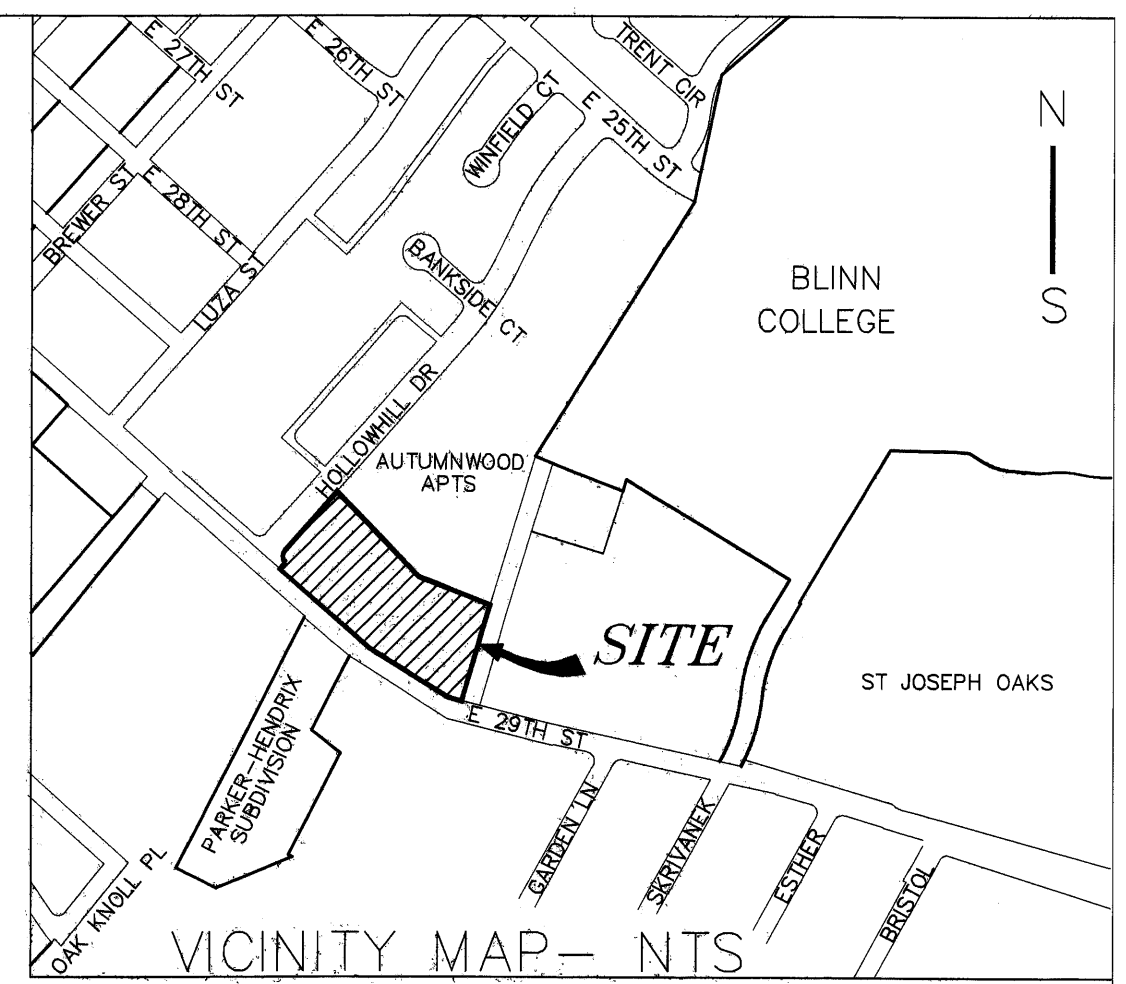 E 27TH ST
E 26TH ST
TRENT CIR
WINFIELD CT
E 25TH ST
N
S
BREWER ST
E 28TH ST
LUZA ST
BANKSIDE CT
BLINN
COLLEGE
HOLLOWHILL DR
AUTUMNWOOD
APTS
SITE
ST JOSEPH OAKS
E 29TH ST
PARKER-HENDRIX
SUBDIVISION
GARDEN LN
SKRIVANEK
ESTHER
BRISTOL
OAK KNOLL PL
VICINITY MAP- NTS